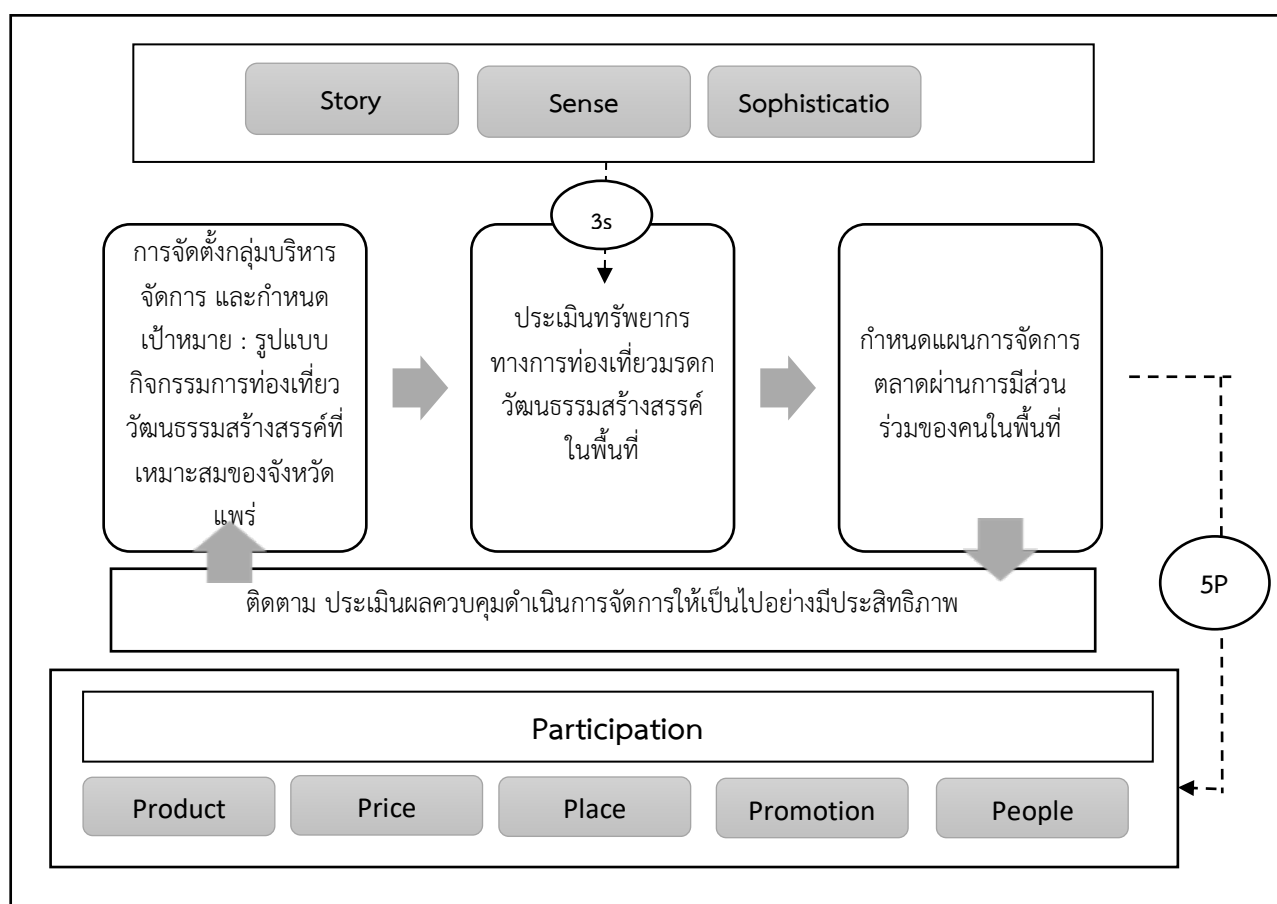 Story
Sense
Sophisticatio
3s
การจัดตั้งกลุ่มบริหาร
จัดการ และกำหนด
เป้าหมาย : รูปแบบ
กิจกรรมการท่องเที่ยว
วัฒนธรรมสร้างสรรค์ที่
เหมาะสมของจังหวัด
แพร่
ประเมินทรัพยากร
ทางการท่องเที่ยวมรดก
วัฒนธรรมสร้างสรรค์
ในพื้นที่
กำหนดแผนการจัดการ
ตลาดผ่านการมีส่วน
ร่วมของคนในพื้นที่
5P
ติดตาม ประเมินผลควบคุมดำเนินการจัดการให้เป็นไปอย่างมีประสิทธิภาพ
Participation
Product
Price
Place
Promotion
People